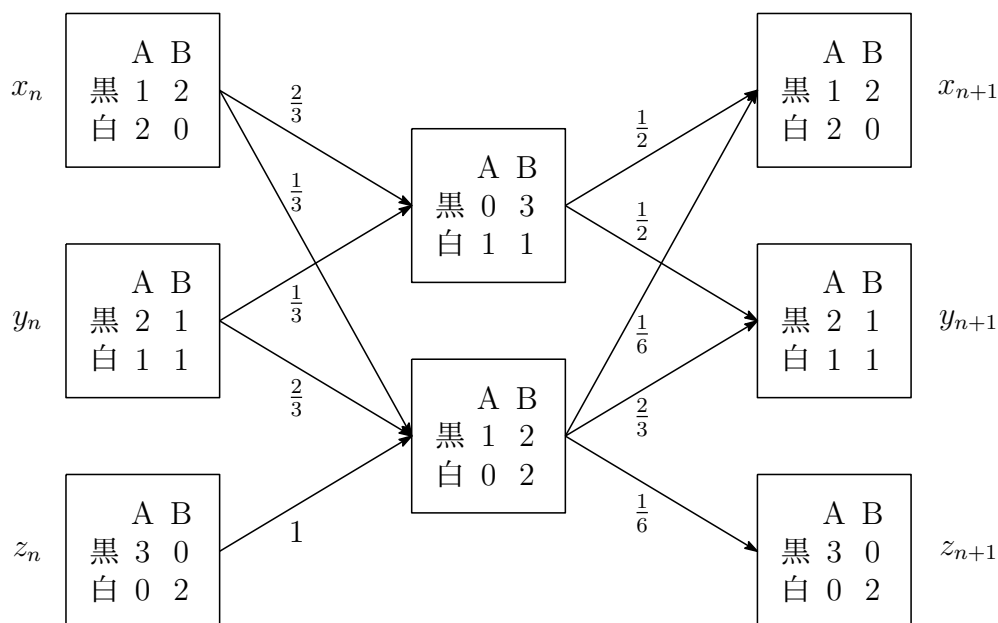 A B
x_n 黒 1 2
白 2 0
2/3
1/3
A B
y_n 黒 2 1
白 1 1
1/3
2/3
A B
z_n 黒 3 0
白 0 2
1
A B
黒 0 3
白 1 1
A B
黒 1 2
白 0 2
1/2
1/2
1/6
2/3
1/6
A B
黒 1 2 x_{n+1}
白 2 0
A B
黒 2 1 y_{n+1}
白 1 1
A B
黒 3 0 z_{n+1}
白 0 2